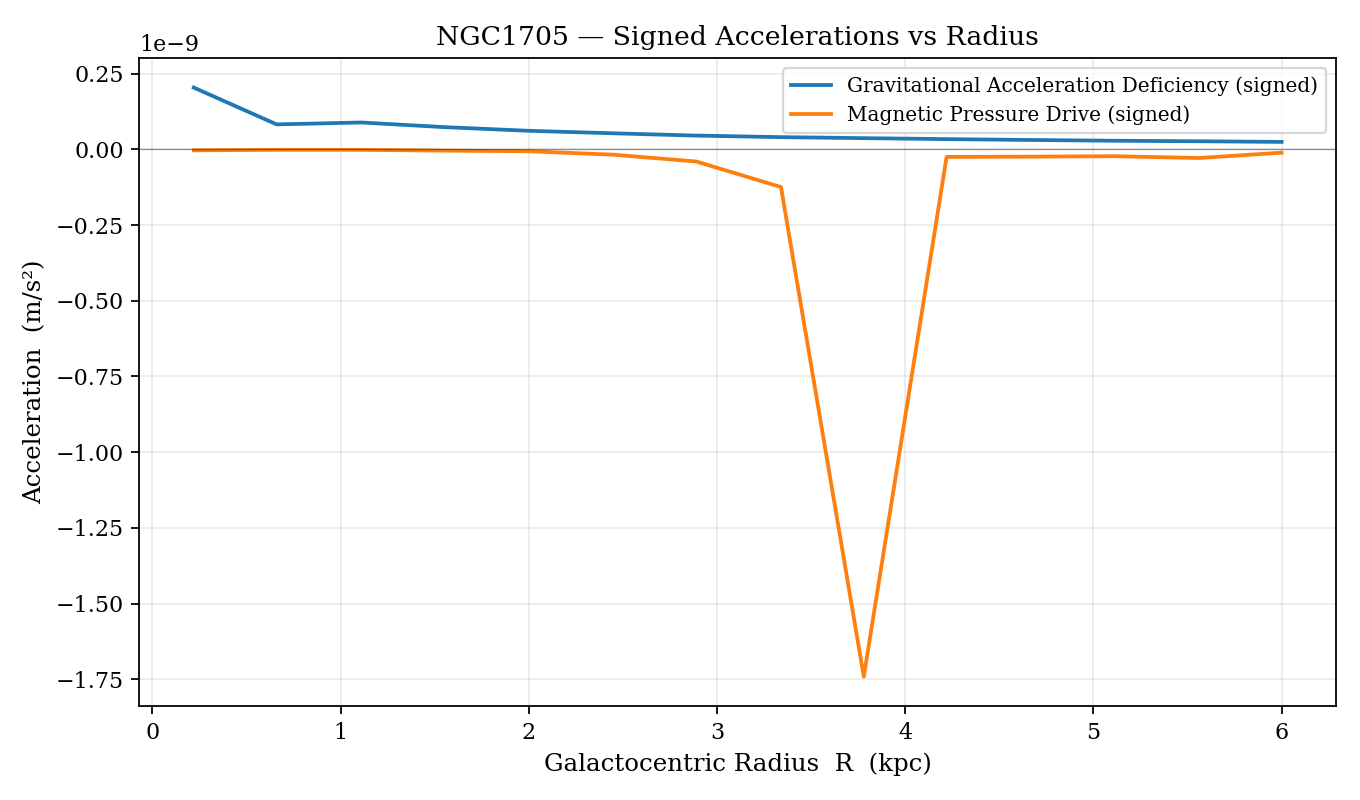 NGC1705 — Signed Accelerations vs Radius
1e−9
Gravitational Acceleration Deficiency (signed)
Magnetic Pressure Drive (signed)
Acceleration (m/s²)
0.25
0.00
−0.25
−0.50
−0.75
−1.00
−1.25
−1.50
−1.75
0 1 2 3 4 5 6
Galactocentric Radius R (kpc)